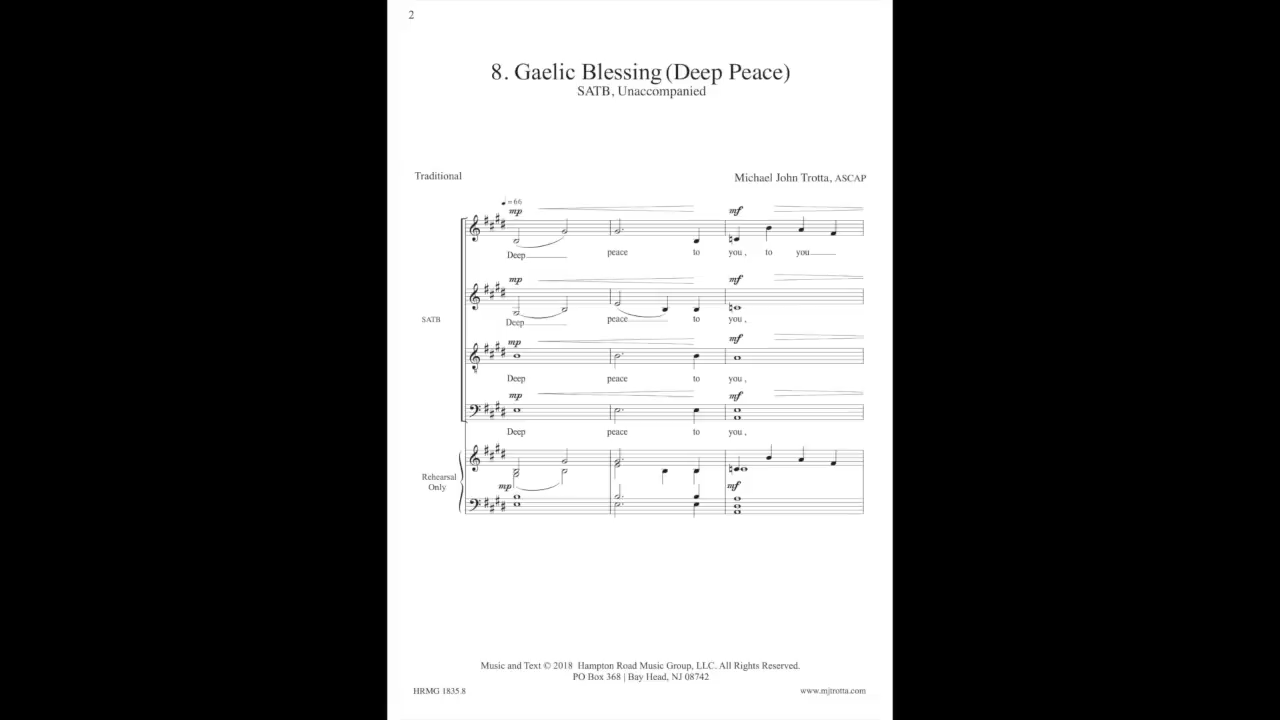 2
8. Gaelic Blessing (Deep Peace)
SATB, Unaccompanied
Traditional
Michael John Trotta, ASCAP
♩ = 66
mp mf
Deep peace to you, to you
mp mf
SATB
Deep peace to you,
mp mf
Deep peace to you,
mp mf
Deep peace to you,
Rehearsal
Only
mp mf
Music and Text © 2018 Hampton Road Music Group, LLC. All Rights Reserved.
PO Box 368 | Bay Head, NJ 08742
HRMG 1835.8
www.mjtrotta.com